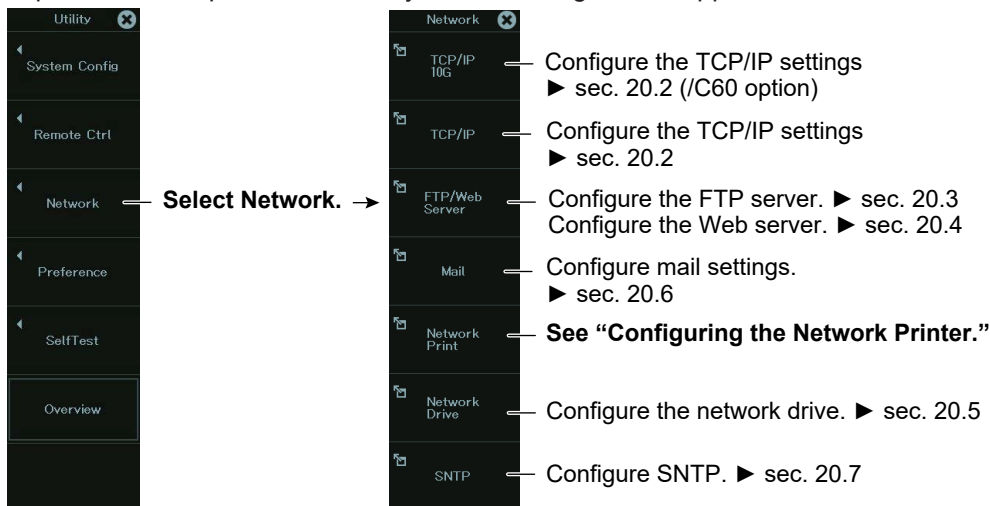 Utility
System Config
Remote Ctrl
Network
Preference
SelfTest
Overview
Select Network.
Network
TCP/IP
10G
Configure the TCP/IP settings
► sec. 20.2 (/C60 option)
TCP/IP
Configure the TCP/IP settings
► sec. 20.2
FTP/Web
Server
Configure the FTP server. ► sec. 20.3
Configure the Web server. ► sec. 20.4
Mail
Configure mail settings.
► sec. 20.6
Network
Print
See “Configuring the Network Printer.”
Network
Drive
Configure the network drive. ► sec. 20.5
SNTP
Configure SNTP. ► sec. 20.7